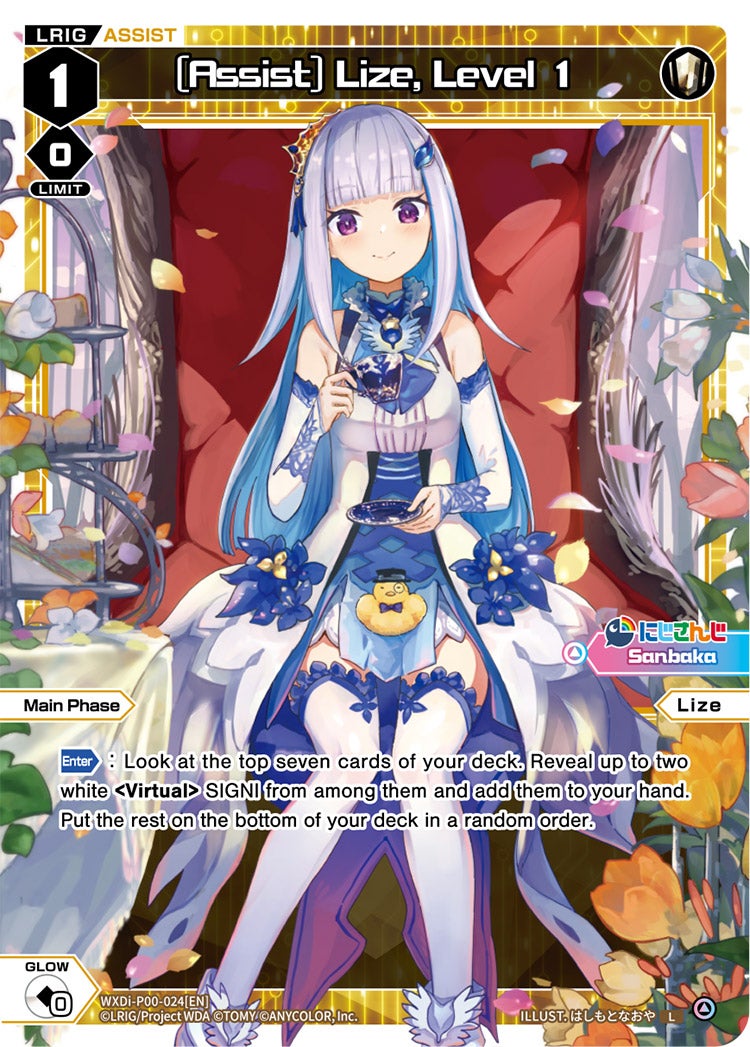 LRIG ASSIST
[Assist] Lize, Level 1
1
0
LIMIT
にじさんじ
Sanbaka
Main Phase
Lize
Enter : Look at the top seven cards of your deck. Reveal up to two
white <Virtual> SIGNI from among them and add them to your hand.
Put the rest on the bottom of your deck in a random order.
GLOW
0
WXDi-P00-024[EN]
©LRIG/Project WDA ©TOMY ©ANYCOLOR, Inc.
ILLUST. はしもとなおや L